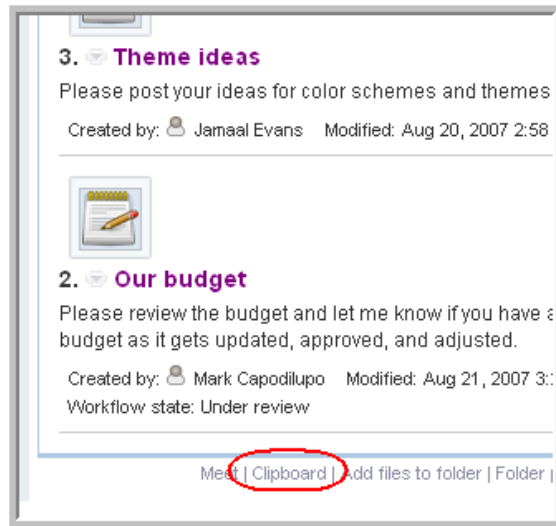 3. Theme ideas
Please post your ideas for color schemes and themes
Created by: Jamaal Evans Modified: Aug 20, 2007 2:58
2. Our budget
Please review the budget and let me know if you have
budget as it gets updated, approved, and adjusted.
Created by: Mark Capodilupo Modified: Aug 21, 2007 3:
Workflow state: Under review
Meet | Clipboard | Add files to folder | Folder